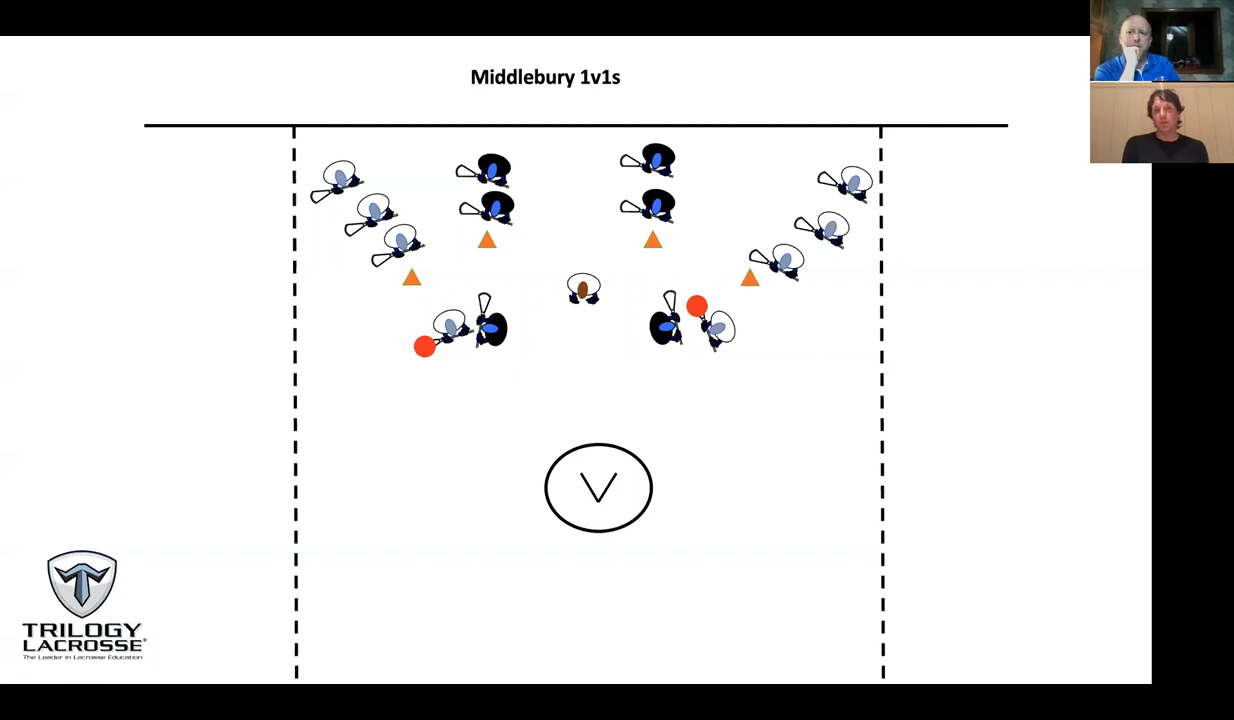 Middlebury 1v1s
TRILOGY
LACROSSE®
The Leader in Lacrosse Education